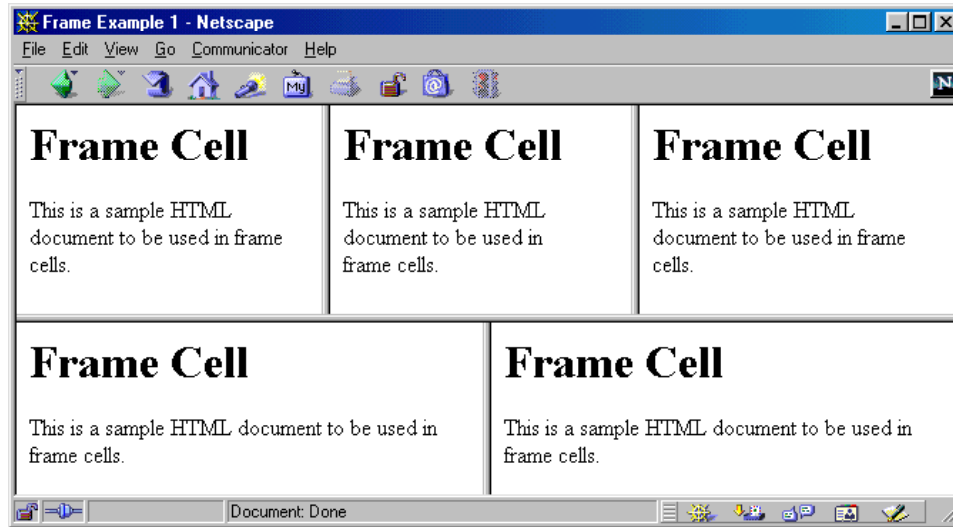 Frame Example 1 - Netscape
File Edit View Go Communicator Help
My
N
Frame Cell
This is a sample HTML
document to be used in frame
cells.
Frame Cell
This is a sample HTML
document to be used in
frame cells.
Frame Cell
This is a sample HTML
document to be used in frame
cells.
Frame Cell
This is a sample HTML document to be used in
frame cells.
Frame Cell
This is a sample HTML document to be used in
frame cells.
Document: Done